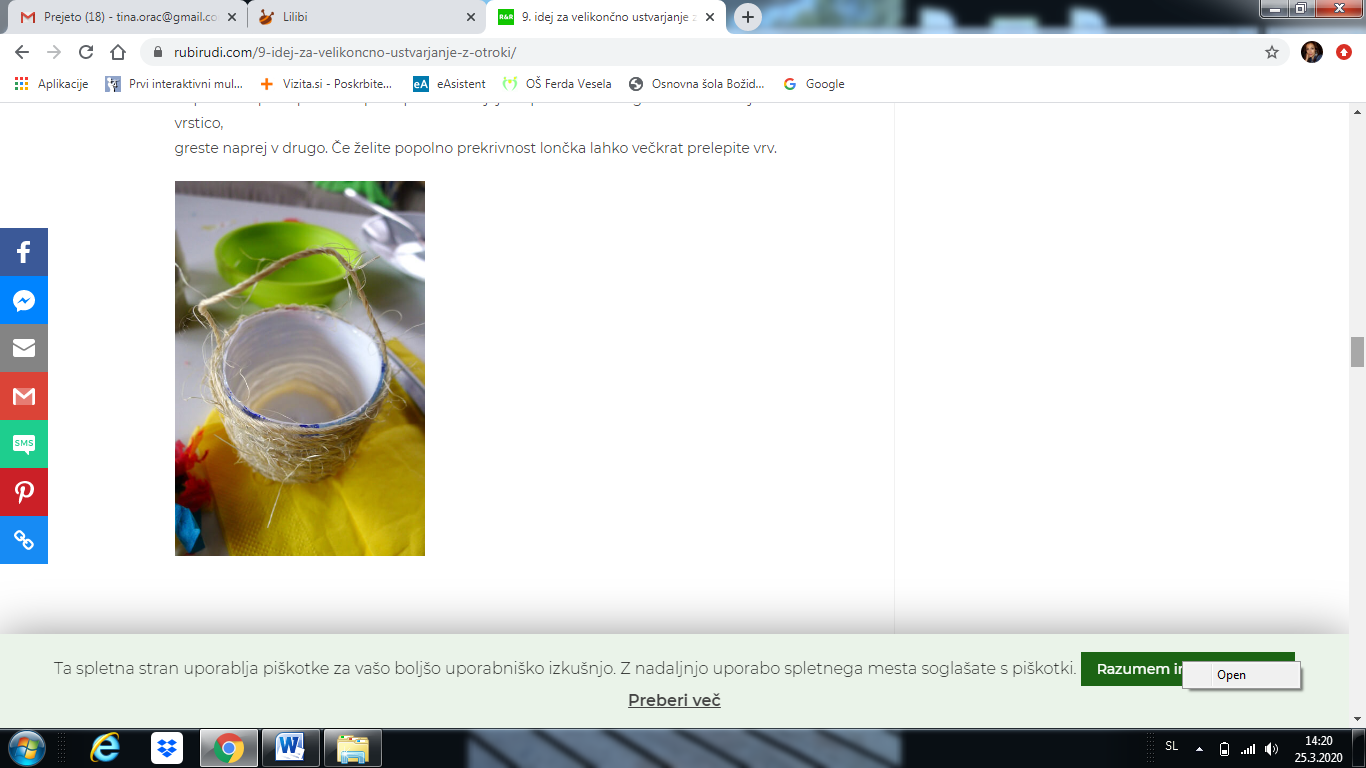 Prejeto (18) - tina.orac@gmail.co
Lilibi
R&R 9. idej za velikončno ustvarjanje z
rubirudi.com/9-idej-za-velikoncno-ustvarjanje-z-otroki/
Aplikacije
Prvi interaktivni mul...
Vizita.si - Poskrbite...
eA eAsistent
OŠ Ferda Vesela
Osnovna šola Božid...
Google
vrstico,
greste naprej v drugo. Če želite popolno prekrivnost lončka lahko večkrat prelepite vrv.
SMS
Ta spletna stran uporablja piškotke za vašo boljšo uporabniško izkušnjo. Z nadaljnjo uporabo spletnega mesta soglašate s piškotki.
Razumem in
Open
Preberi več
SL
14:20
25.3.2020